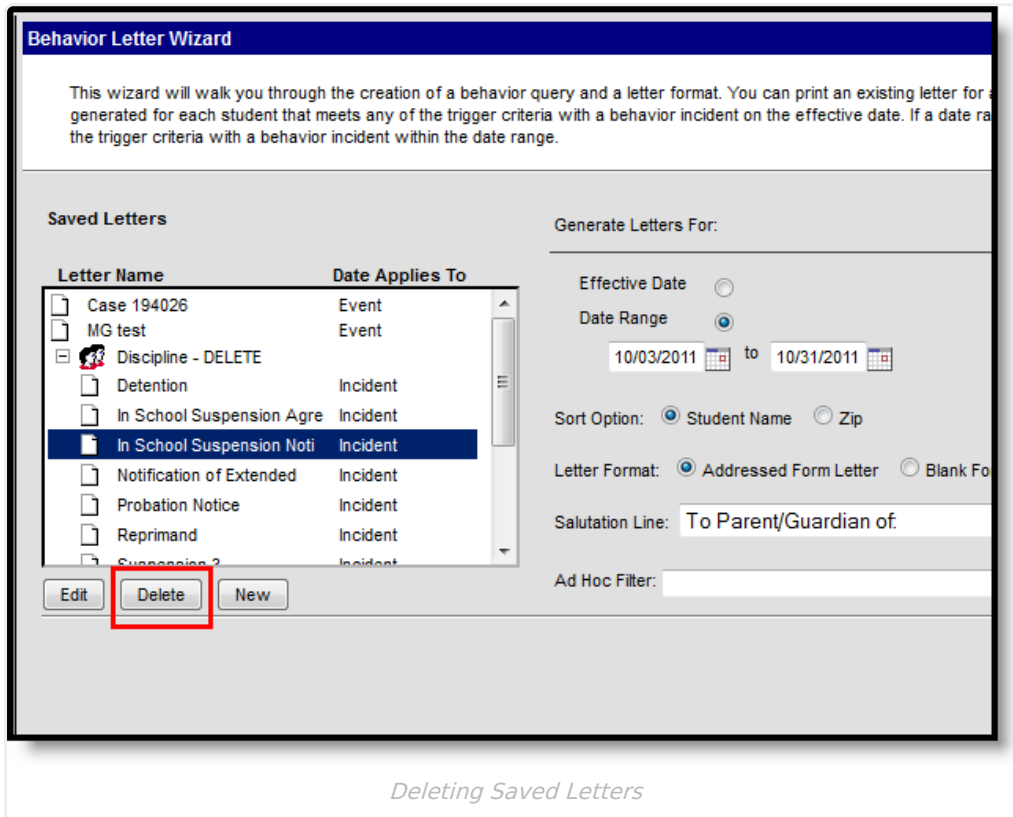 Behavior Letter Wizard
This wizard will walk you through the creation of a behavior query and a letter format. You can print an existing letter for
generated for each student that meets any of the trigger criteria with a behavior incident on the effective date. If a date
the trigger criteria with a behavior incident within the date range.
Saved Letters
Letter Name Date Applies To
Case 194026 Event
MG test Event
Discipline - DELETE
Detention Incident
In School Suspension Agre Incident
In School Suspension Noti Incident
Notification of Extended Incident
Probation Notice Incident
Reprimand Incident
Suspension 3 Incident
Edit Delete New
Generate Letters For:
Effective Date
Date Range
10/03/2011 to 10/31/2011
Sort Option: Student Name Zip
Letter Format: Addressed Form Letter Blank Fo
Salutation Line: To Parent/Guardian of:
Ad Hoc Filter:
Deleting Saved Letters